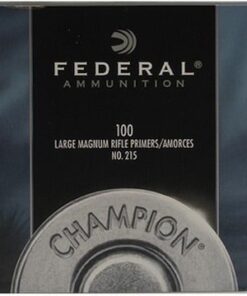 FEDERAL®
AMMUNITION
100
LARGE MAGNUM RIFLE PRIMERS/AMORCES
NO. 215
CHAMPION